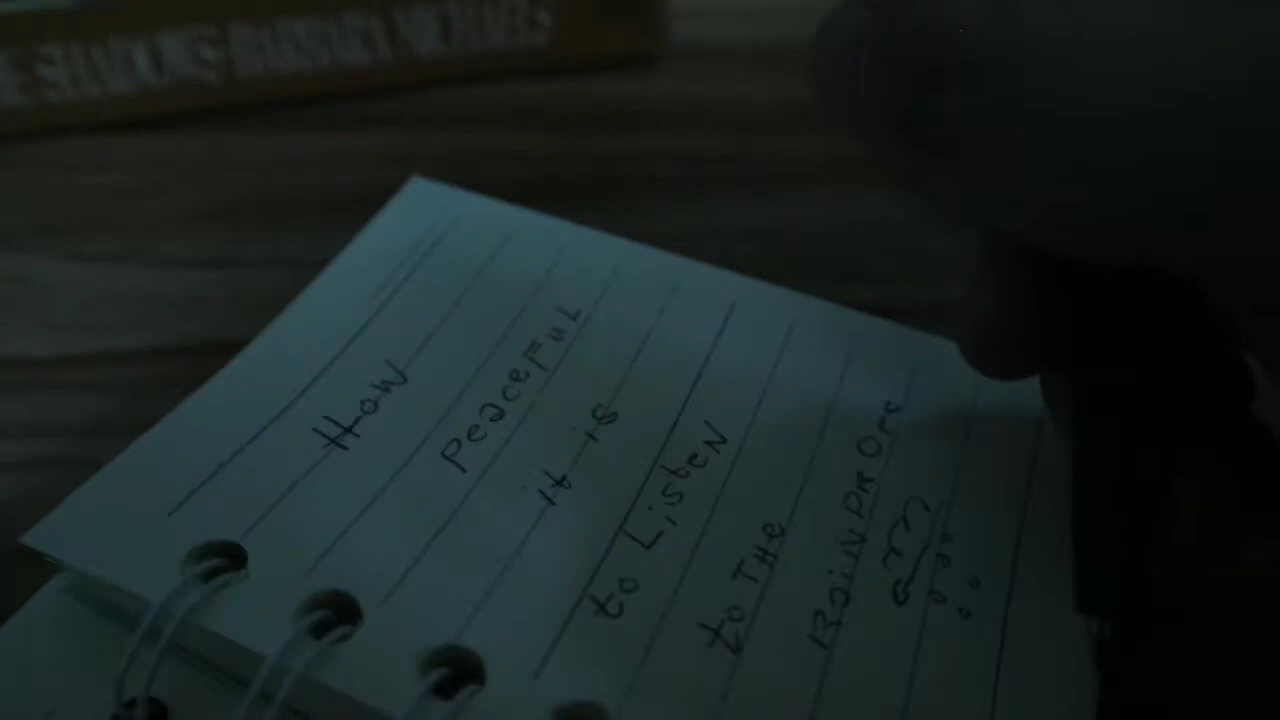 HOW
PeaceFUL
it is
to Listen
to THE
RainDROPS